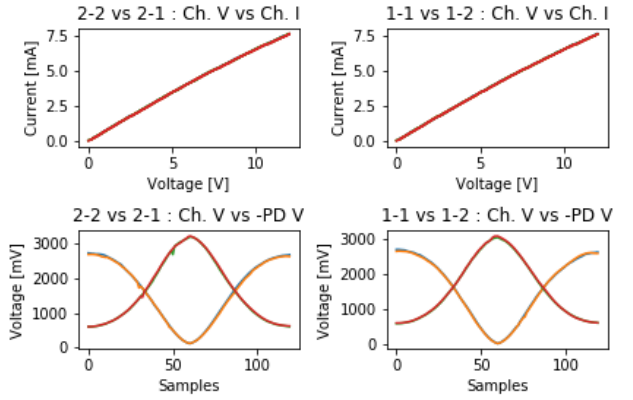 2-2 vs 2-1 : Ch. V vs Ch. I
Current [mA]
7.5
5.0
2.5
0.0
0 5 10
Voltage [V]
1-1 vs 1-2 : Ch. V vs Ch. I
Current [mA]
7.5
5.0
2.5
0.0
0 5 10
Voltage [V]
2-2 vs 2-1 : Ch. V vs -PD V
Voltage [mV]
3000
2000
1000
0
0 50 100
Samples
1-1 vs 1-2 : Ch. V vs -PD V
Voltage [mV]
3000
2000
1000
0
0 50 100
Samples